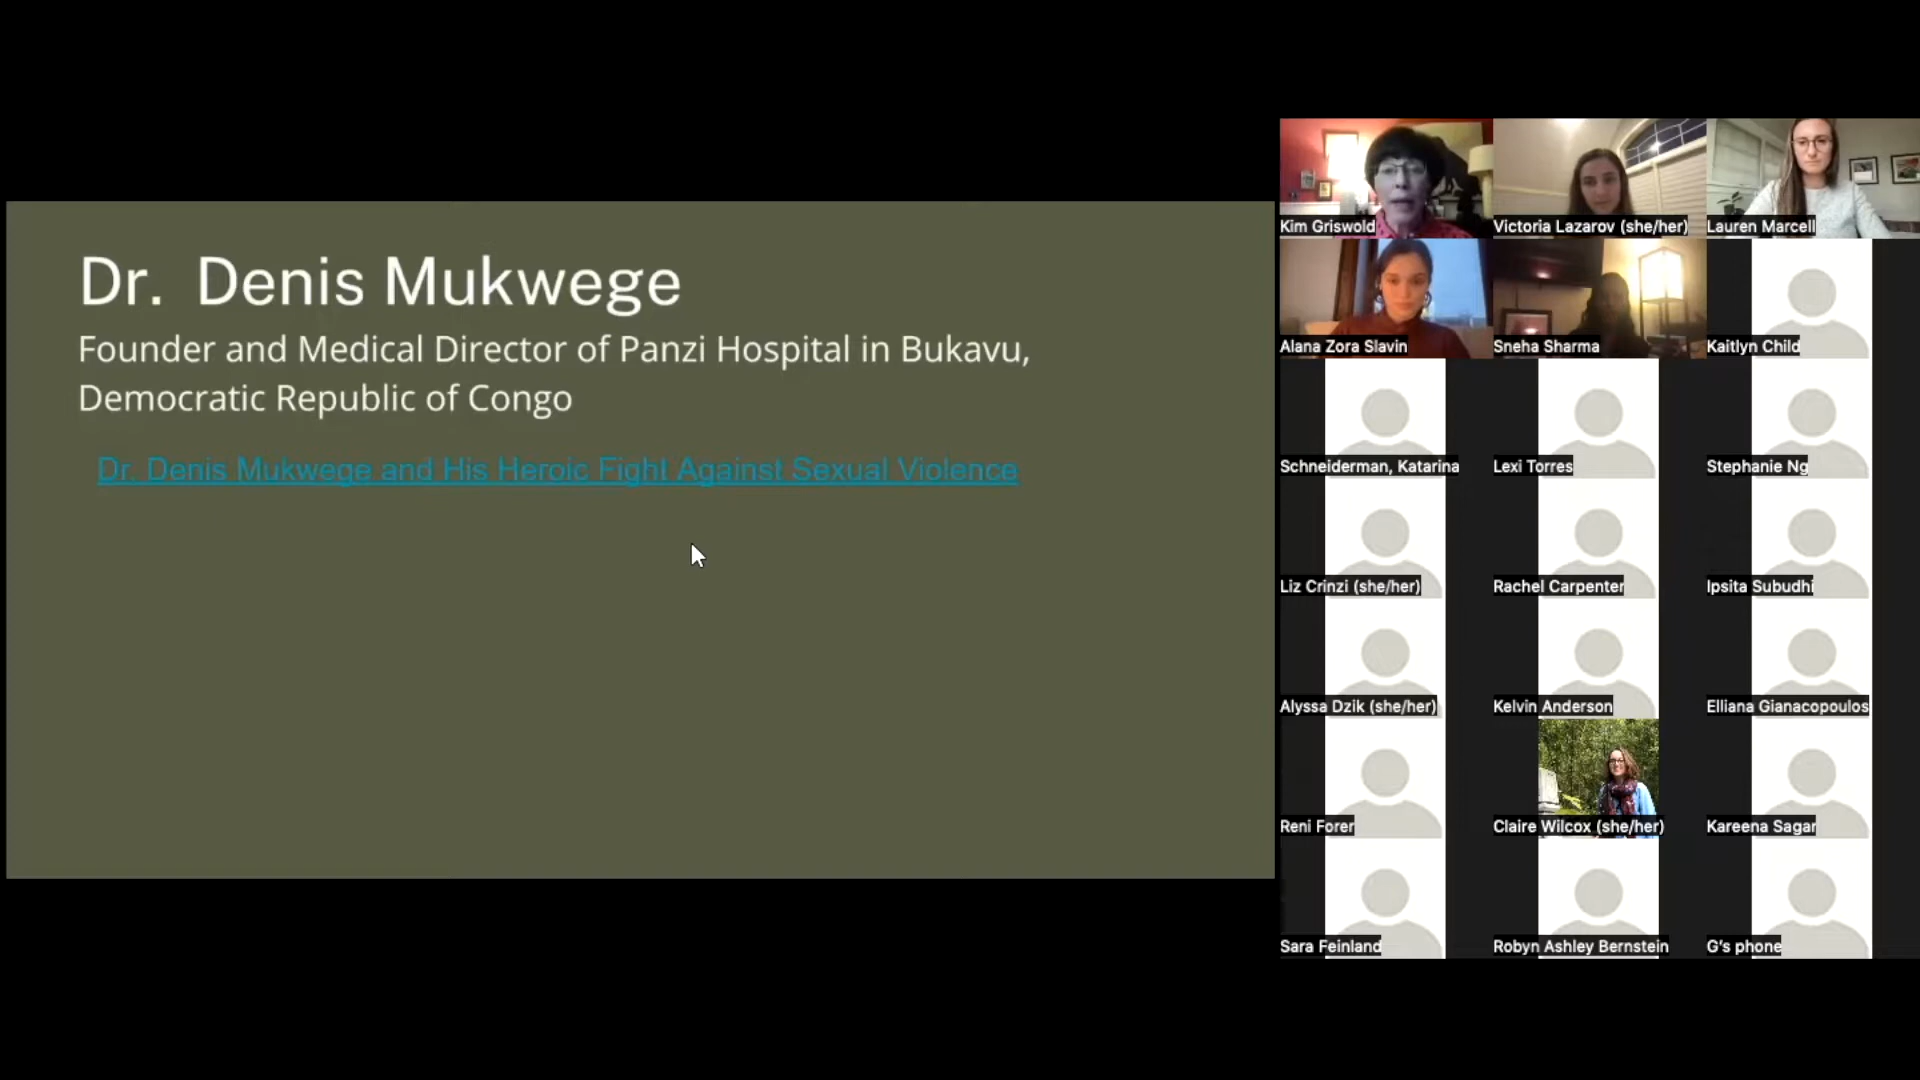 Dr. Denis Mukwege
Founder and Medical Director of Panzi Hospital in Bukavu,
Democratic Republic of Congo
Dr. Denis Mukwege and His Heroic Fight Against Sexual Violence
Kim Griswold
Victoria Lazarov (she/her)
Lauren Marcell
Alana Zora Slavin
Sneha Sharma
Kaitlyn Child
Schneiderman, Katarina
Lexi Torres
Stephanie Ng
Liz Crinzi (she/her)
Rachel Carpenter
Ipsita Subudhi
Alyssa Dzik (she/her)
Kelvin Anderson
Elliana Gianacopoulos
Reni Forer
Claire Wilcox (she/her)
Kareena Sagar
Sara Feinland
Robyn Ashley Bernstein
G's phone